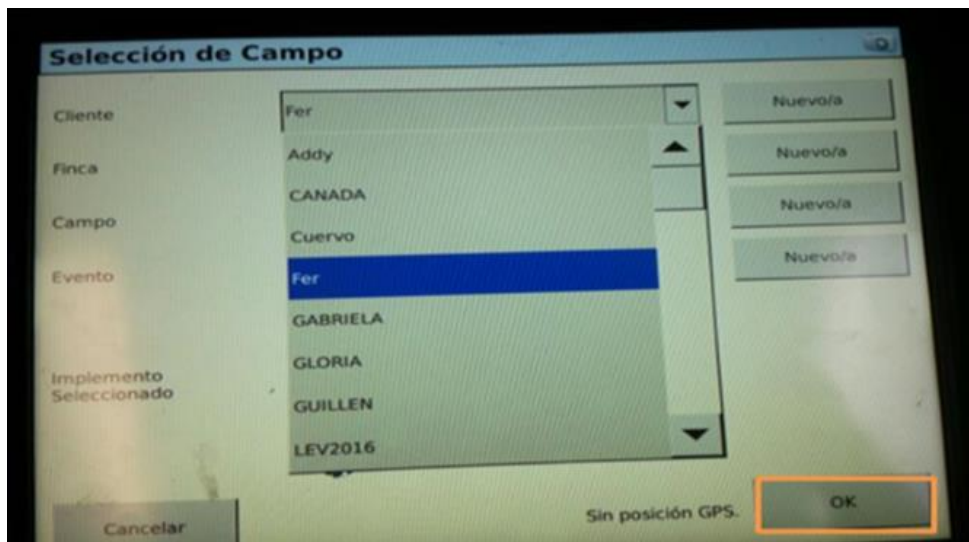 Selección de Campo
Cliente
Fer
Nuevo/a
Addy
Nuevo/a
Finca
CANADA
Nuevo/a
Campo
Cuervo
Nuevo/a
Evento
Fer
GABRIELA
GLORIA
Implemento
Seleccionado
GUILLEN
LEV2016
Cancelar
Sin posición GPS.
OK